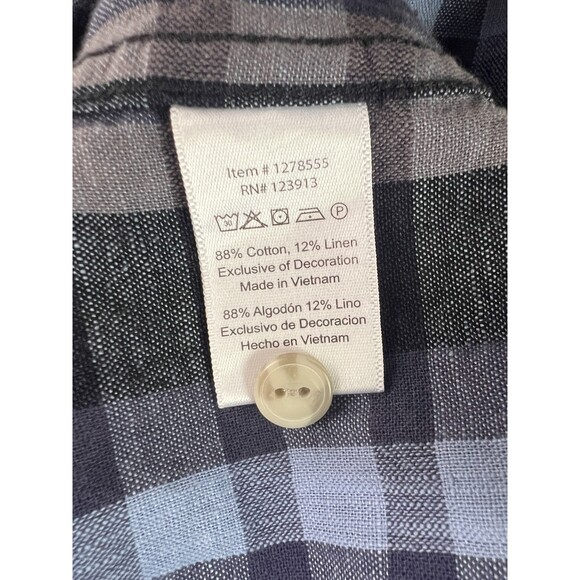 Item # 1278555
RN# 123913
30 P
88% Cotton, 12% Linen
Exclusive of Decoration
Made in Vietnam
88% Algodón 12% Lino
Exclusivo de Decoracion
Hecho en Vietnam